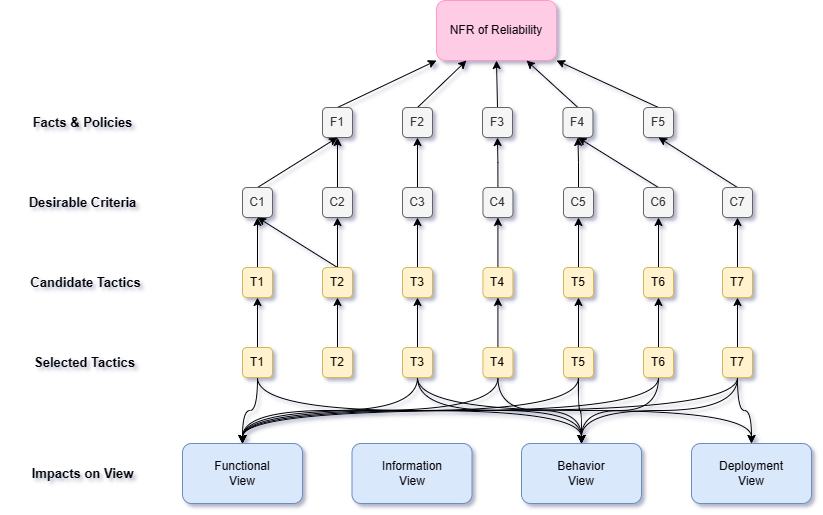 NFR of Reliability
Facts & Policies
F1 F2 F3 F4 F5
Desirable Criteria
C1 C2 C3 C4 C5 C6 C7
Candidate Tactics
T1 T2 T3 T4 T5 T6 T7
Selected Tactics
T1 T2 T3 T4 T5 T6 T7
Impacts on View
Functional
View
Information
View
Behavior
View
Deployment
View